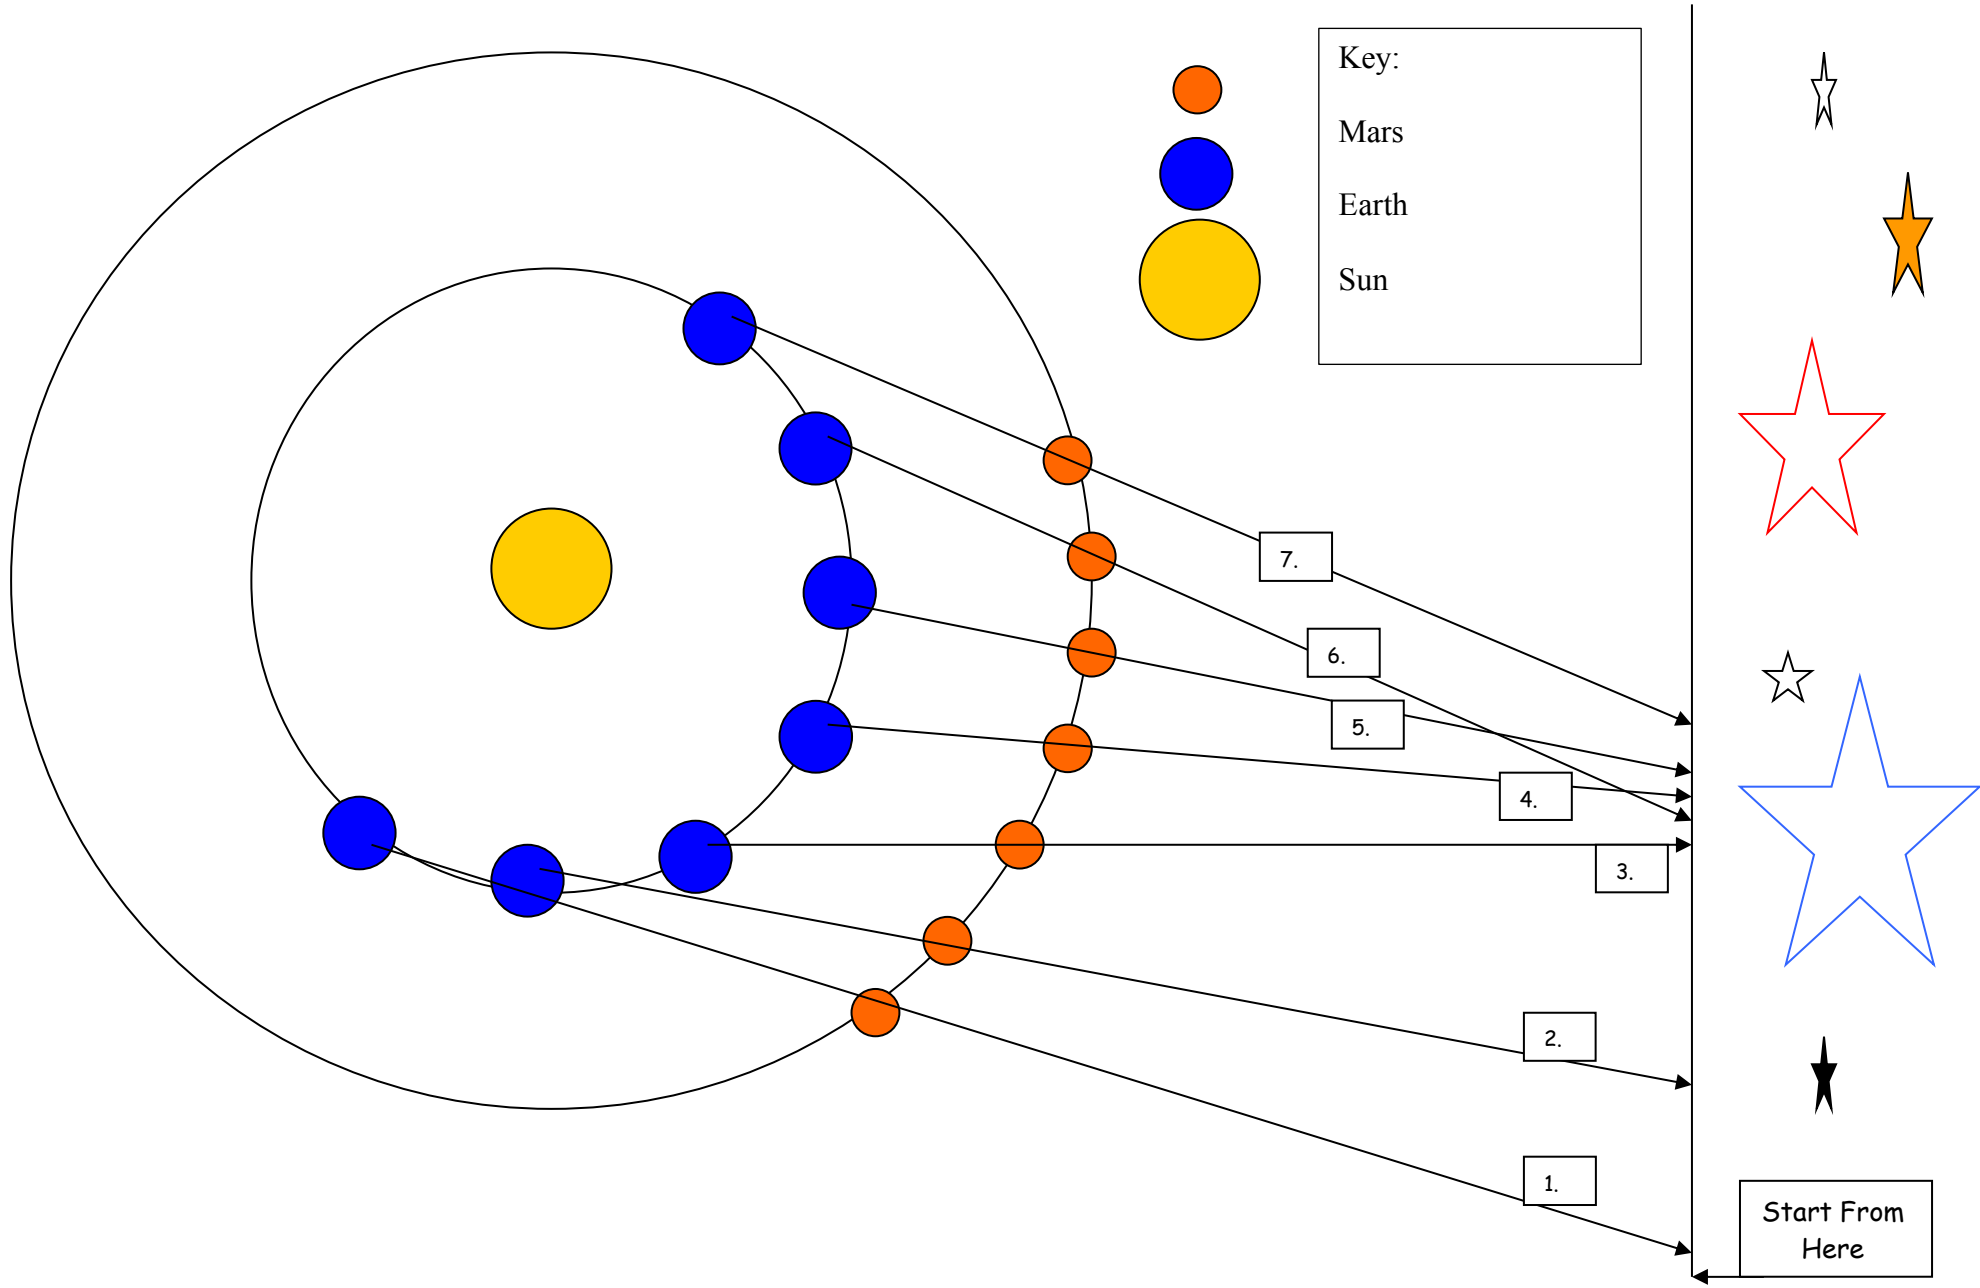 Key:
Mars
Earth
Sun
7.
6.
5.
4.
3.
2.
1.
Start From
Here